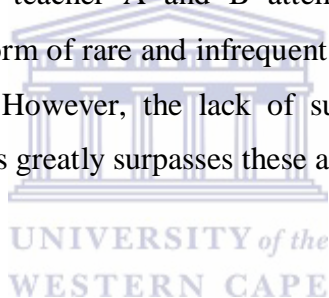 teacher A and B atten
orm of rare and infrequent
However, the lack of su
s greatly surpasses these a
UNIVERSITY of the
WESTERN CAPE